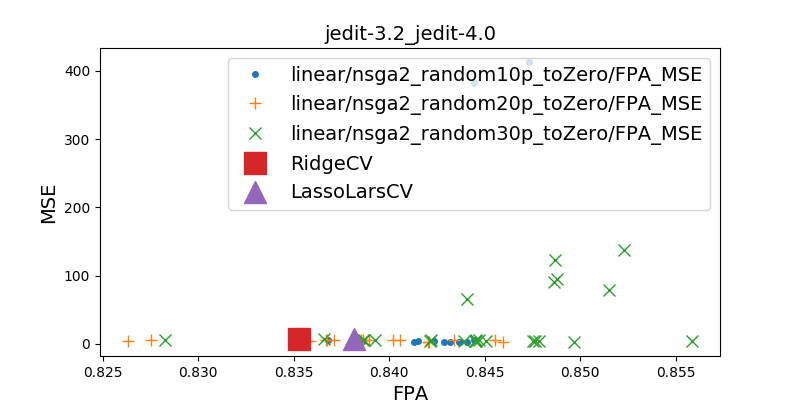 jedit-3.2_jedit-4.0
MSE
400
300
200
100
0
linear/nsga2_random10p_toZero/FPA_MSE
linear/nsga2_random20p_toZero/FPA_MSE
linear/nsga2_random30p_toZero/FPA_MSE
RidgeCV
LassoLarsCV
0.825 0.830 0.835 0.840 0.845 0.850 0.855
FPA